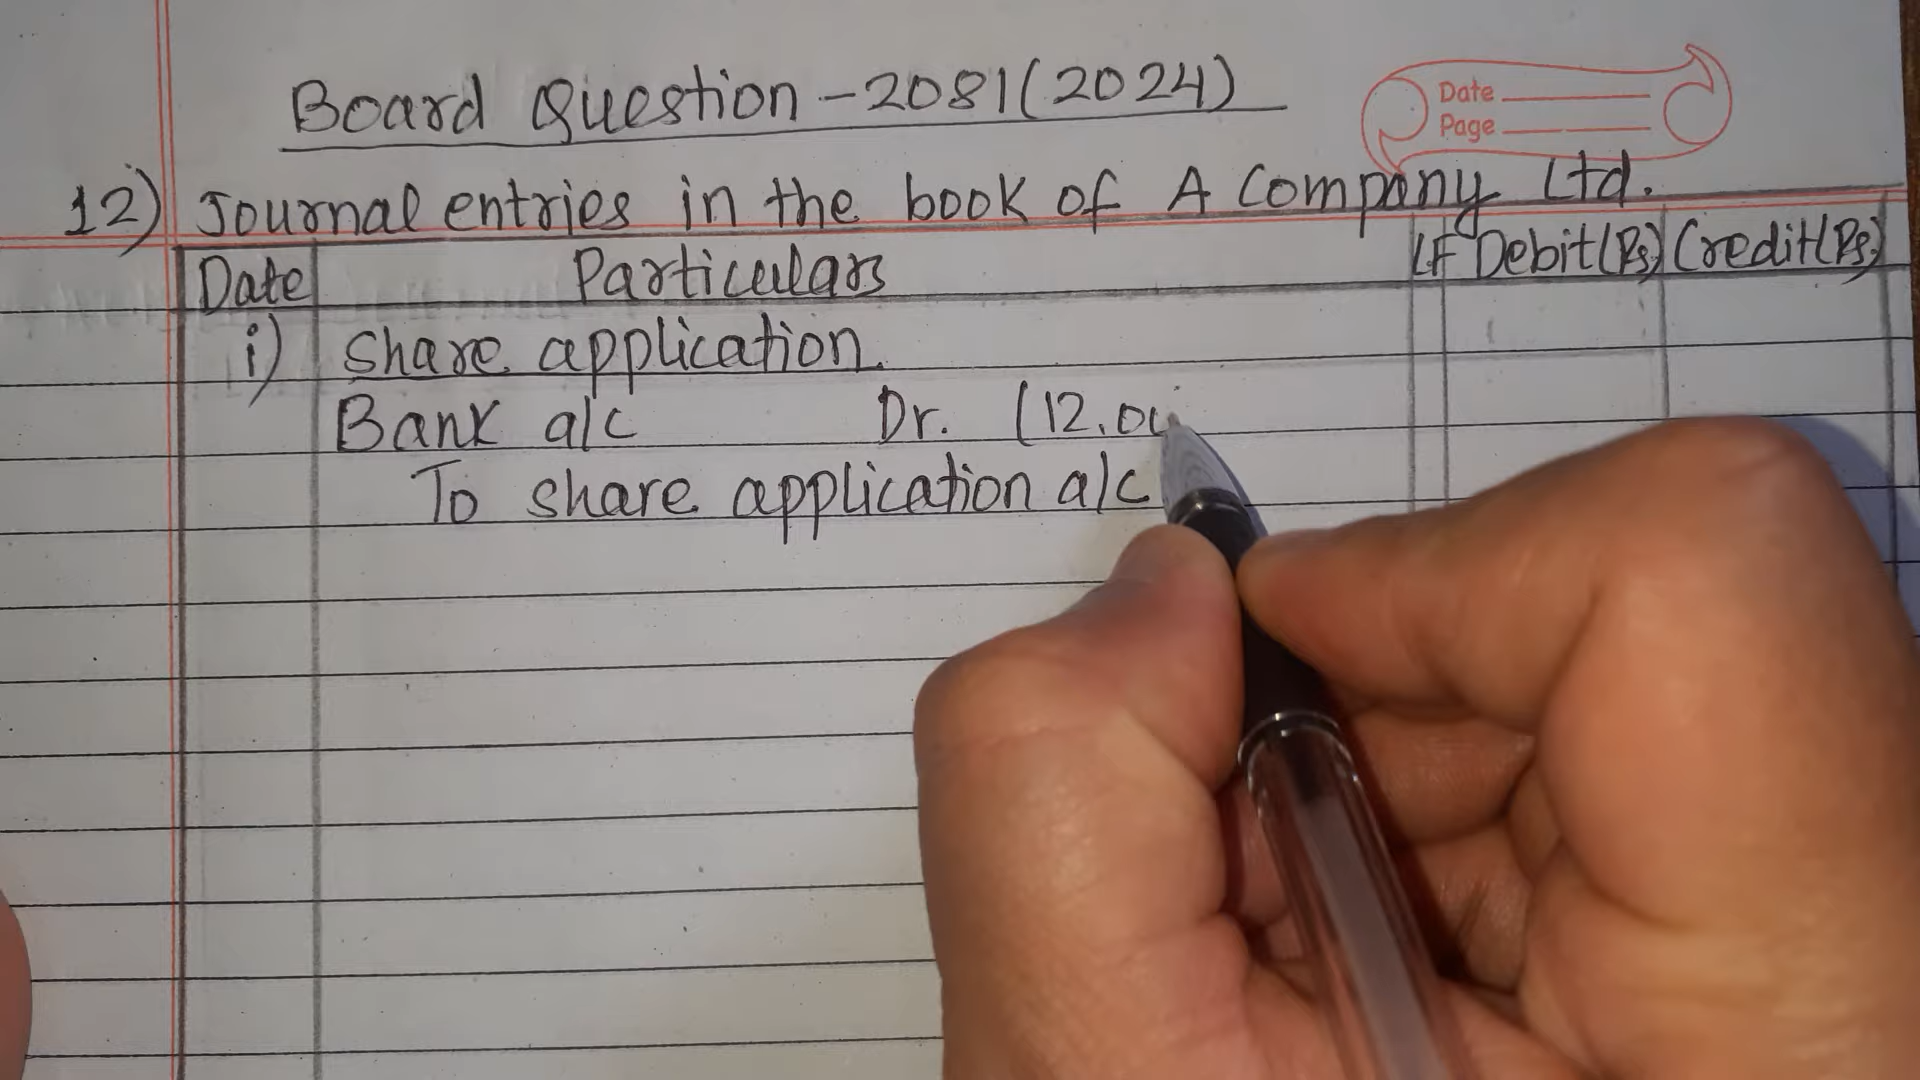 Board Question - 2081(2024)
Date
Page
12) Journal entries in the book of A Company Ltd.
Date Particulars LF Debit(Rs) Credit(Rs)
i) Share application.
Bank a/c Dr. (12,00
To share application a/c